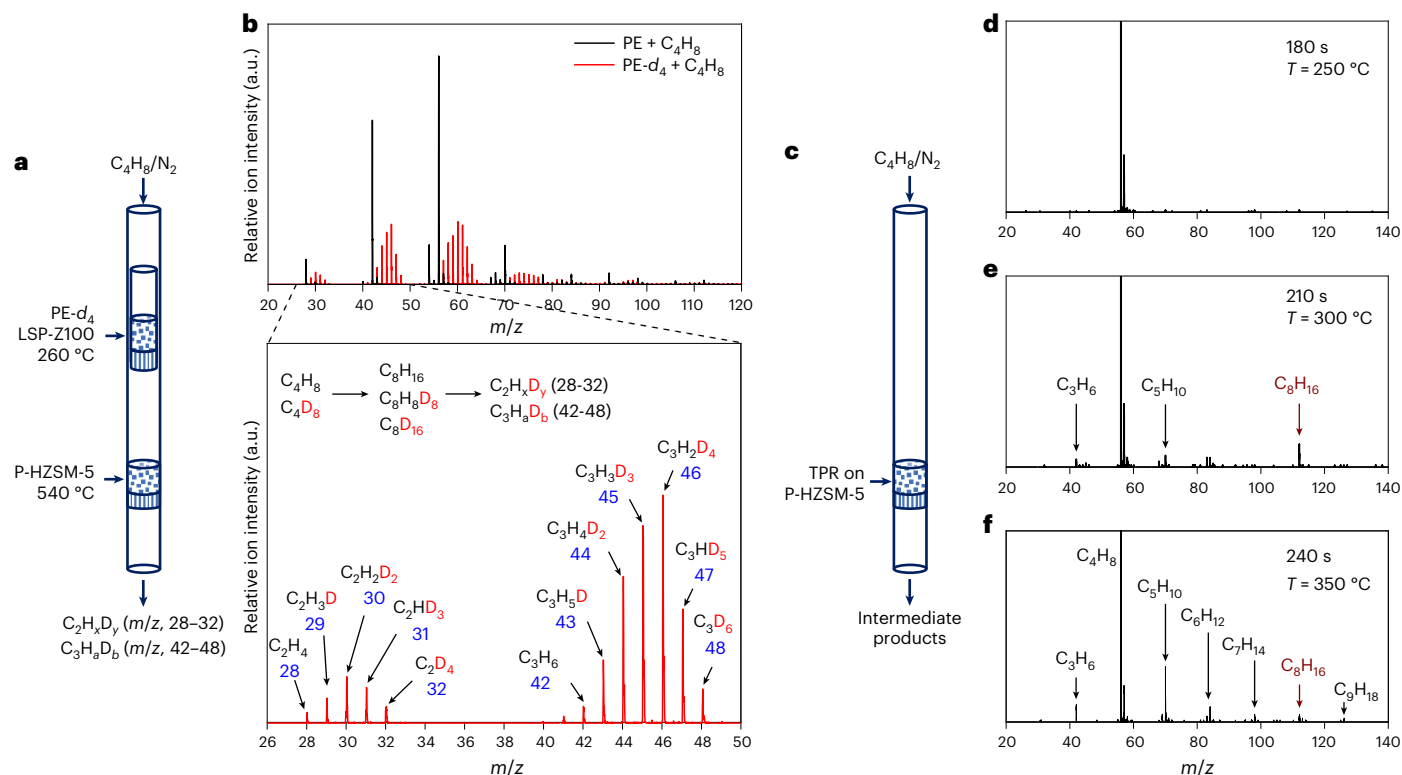 a
C₄H₈/N₂
PE-d₄
LSP-Z100
260 °C
P-HZSM-5
540 °C
C₂HₓDᵧ (m/z, 28–32)
C₃HₐD_b (m/z, 42–48)
b
Relative ion intensity (a.u.)
PE + C₄H₈
PE-d₄ + C₄H₈
20 30 40 50 60 70 80 90 100 110 120
m/z
Relative ion intensity (a.u.)
C₄H₈
C₄D₈
C₈H₁₆
C₈H₈D₈
C₈D₁₆
C₂HₓDᵧ (28-32)
C₃HₐD_b (42-48)
C₂H₄
28
C₂H₃D
29
C₂H₂D₂
30
C₂HD₃
31
C₂D₄
32
C₃H₆
42
C₃H₅D
43
C₃H₄D₂
44
C₃H₃D₃
45
C₃H₂D₄
46
C₃HD₅
47
C₃D₆
48
26 28 30 32 34 36 38 40 42 44 46 48 50
m/z
c
C₄H₈/N₂
TPR on
P-HZSM-5
Intermediate
products
d
180 s
T = 250 °C
20 40 60 80 100 120 140
e
210 s
T = 300 °C
C₃H₆
C₅H₁₀
C₈H₁₆
20 40 60 80 100 120 140
f
240 s
T = 350 °C
C₄H₈
C₃H₆
C₅H₁₀
C₆H₁₂
C₇H₁₄
C₈H₁₆
C₉H₁₈
20 40 60 80 100 120 140
m/z